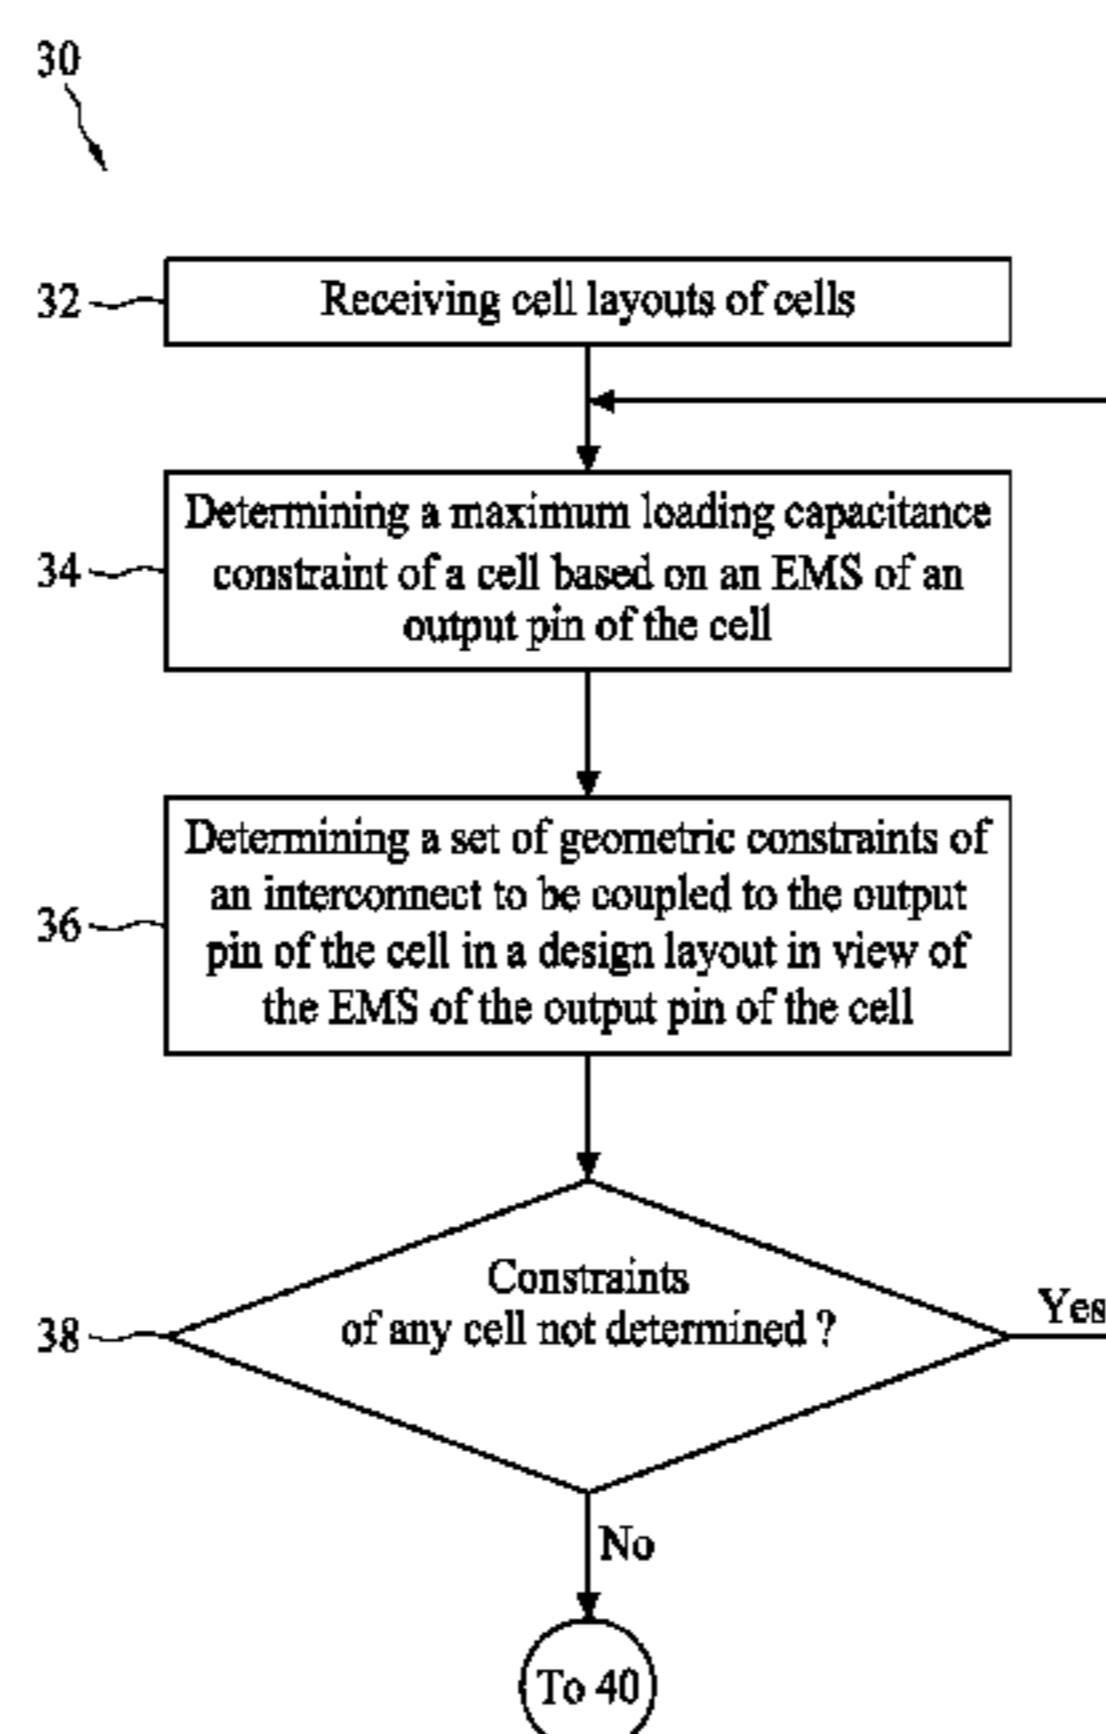 30
32
Receiving cell layouts of cells
34
Determining a maximum loading capacitance
constraint of a cell based on an EMS of an
output pin of the cell
36
Determining a set of geometric constraints of
an interconnect to be coupled to the output
pin of the cell in a design layout in view of
the EMS of the output pin of the cell
38
Constraints
of any cell not determined ?
Yes
No
To 40